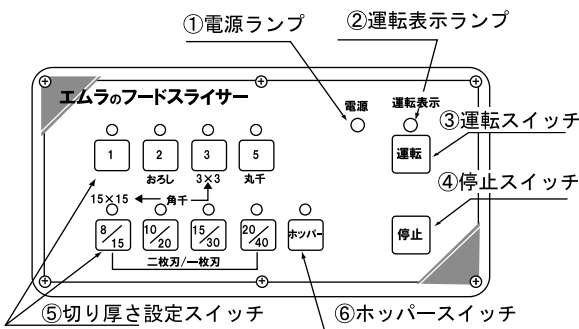 ①電源ランプ
②運転表示ランプ
エムラのフードスライサー
電源
運転表示
③運転スイッチ
1
2
3
5
運転
おろし
3×3
丸千
15×15
角千
④停止スイッチ
8/15
10/20
15/30
20/40
ホッパー
停止
二枚刃/一枚刃
⑤切り厚さ設定スイッチ
⑥ホッパースイッチ